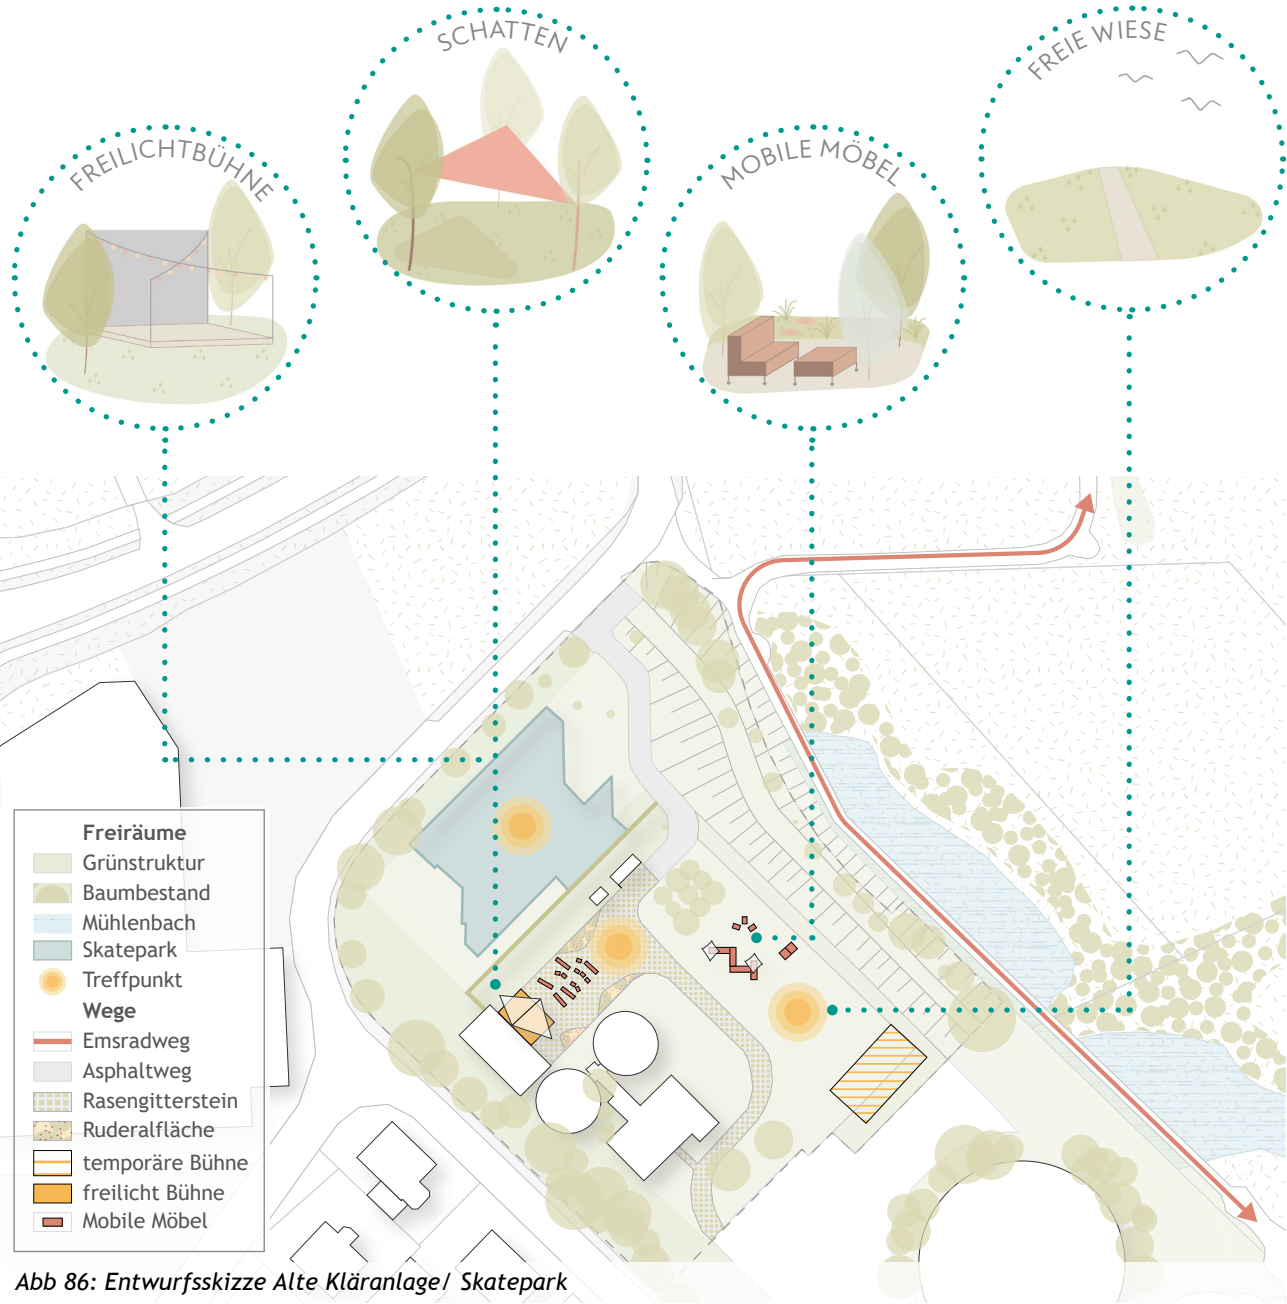 SCHATTEN
FREIE WIESE
FREILICHTBÜHNE
MOBILE MÖBEL
Freiräume
Grünstruktur
Baumbestand
Mühlenbach
Skatepark
Treffpunkt
Wege
Emsradweg
Asphaltweg
Rasengitterstein
Ruderalfläche
temporäre Bühne
freilicht Bühne
Mobile Möbel
Abb 86: Entwurfsskizze Alte Kläranlage/ Skatepark